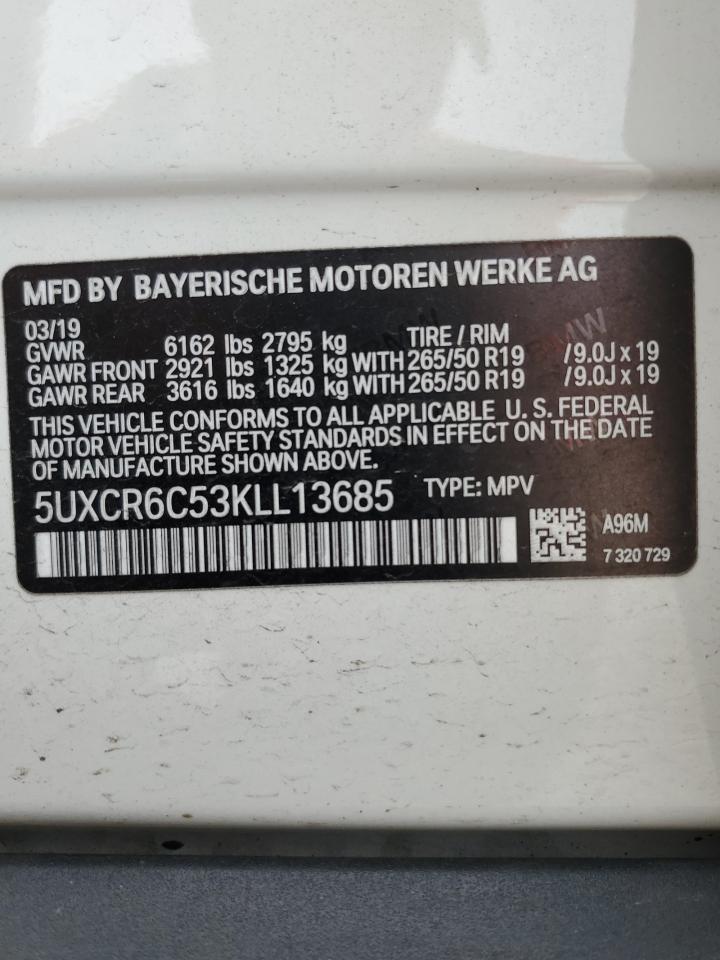 MFD BY BAYERISCHE MOTOREN WERKE AG
03/19 TIRE / RIM
GVWR 6162 lbs 2795 kg
GAWR FRONT 2921 lbs 1325 kg WITH 265/50 R19 /9.0J x 19
GAWR REAR 3616 lbs 1640 kg WITH 265/50 R19 /9.0J x 19
THIS VEHICLE CONFORMS TO ALL APPLICABLE U. S. FEDERAL
MOTOR VEHICLE SAFETY STANDARDS IN EFFECT ON THE DATE
OF MANUFACTURE SHOWN ABOVE.
5UXCR6C53KLL13685 TYPE: MPV
A96M
7 320 729